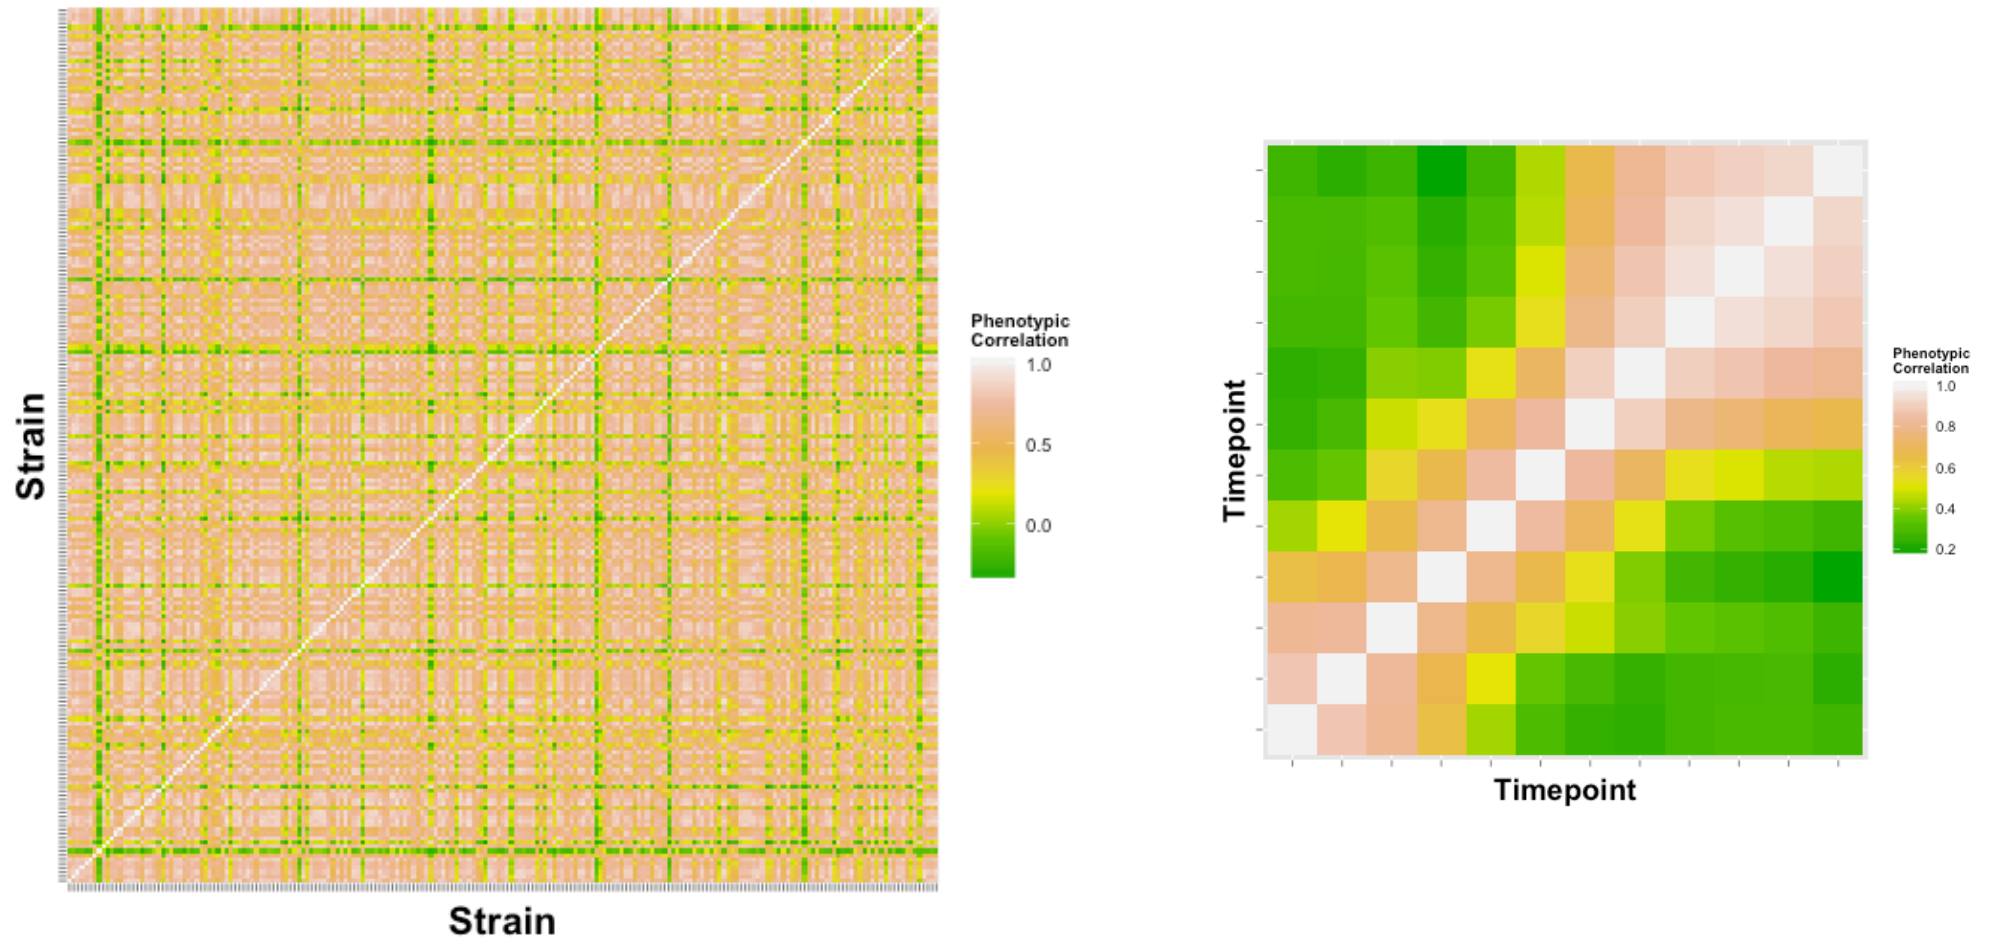 Strain
Strain
Phenotypic
Correlation
1.0
0.5
0.0
Timepoint
Timepoint
Phenotypic
Correlation
1.0
0.8
0.6
0.4
0.2